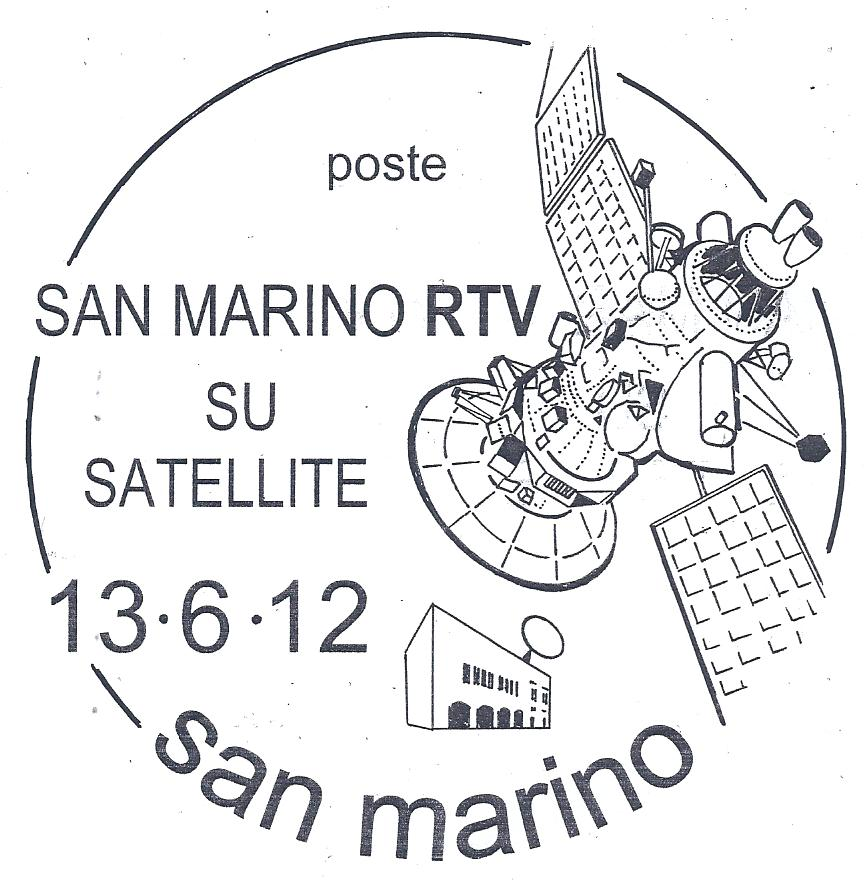 poste
SAN MARINO RTV
SU
SATELLITE
13·6·12
san marino